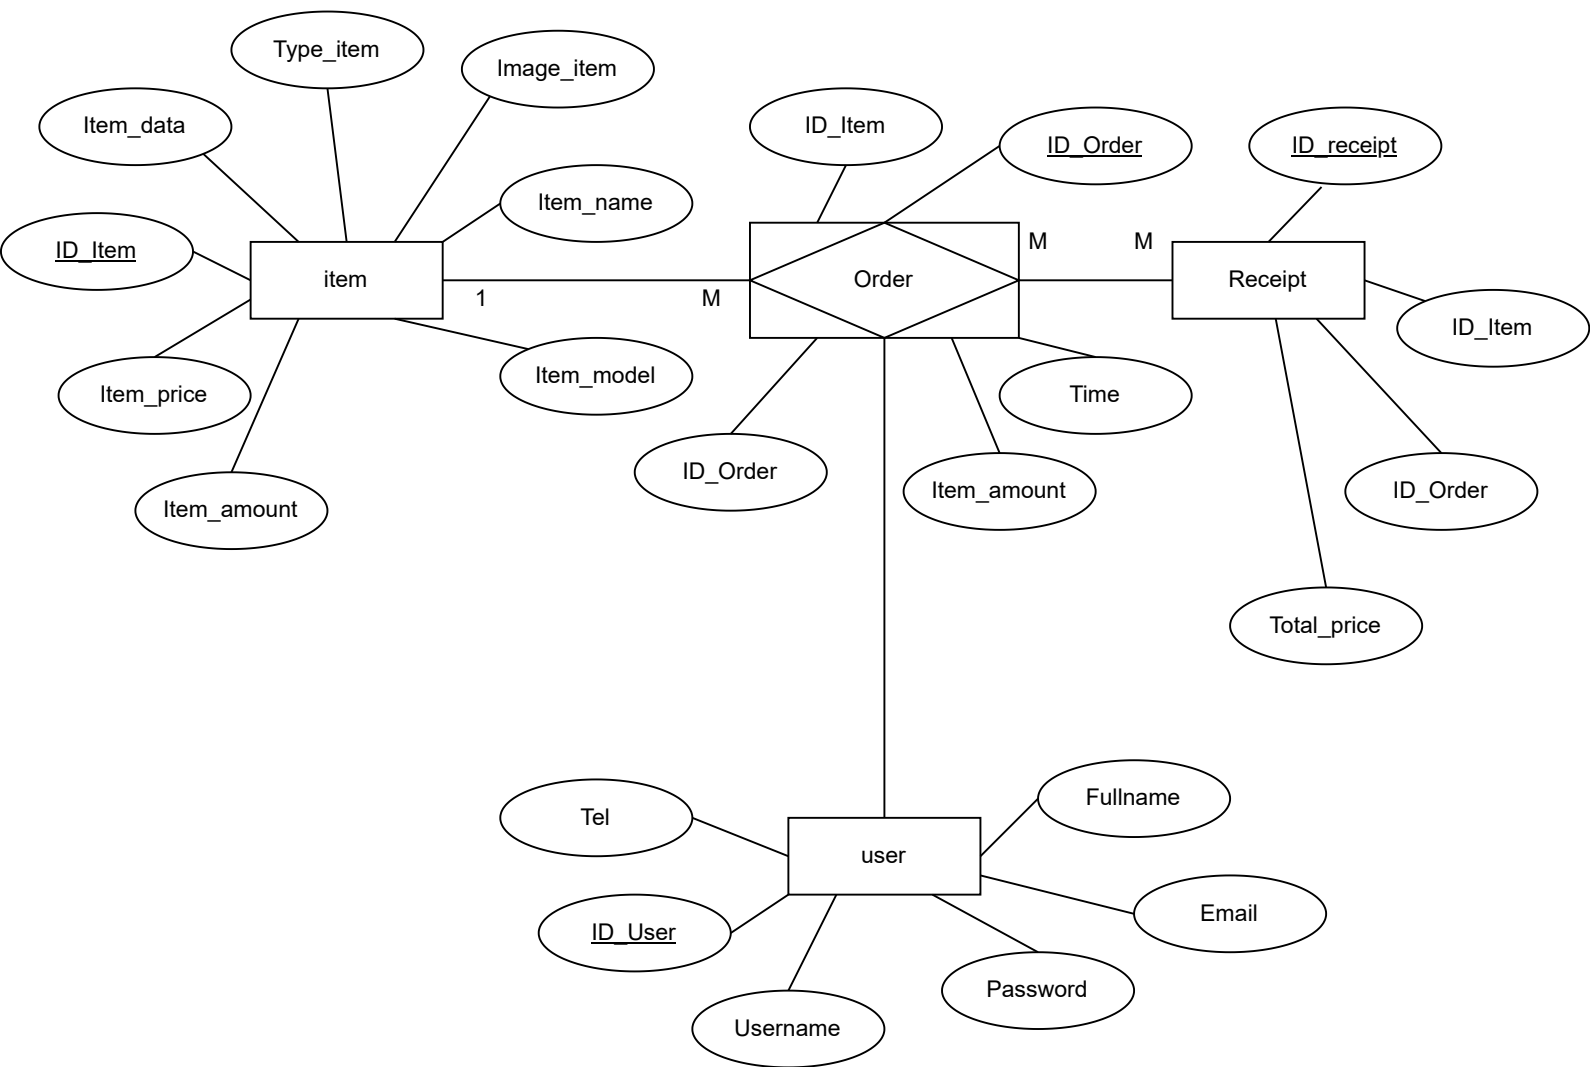 Type_item
Image_item
Item_data
ID_Item
ID_Order
ID_receipt
Item_name
ID_Item
M
M
item
Order
Receipt
1
M
ID_Item
Item_price
Item_model
Time
ID_Order
Item_amount
ID_Order
Item_amount
Total_price
Fullname
Tel
user
Email
ID_User
Password
Username